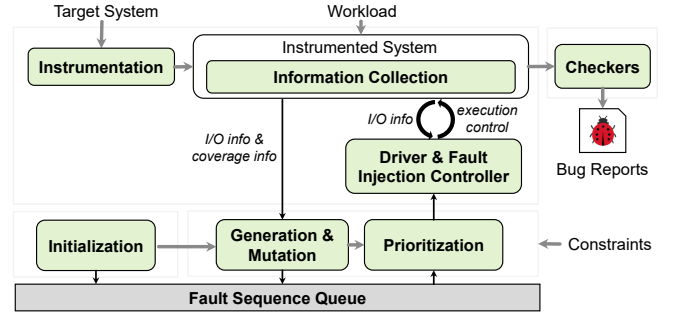 Target System
Workload
Instrumented System
Instrumentation
Information Collection
Checkers
I/O info
execution
control
I/O info &
coverage info
Driver & Fault
Injection Controller
Bug Reports
Initialization
Generation &
Mutation
Prioritization
Constraints
Fault Sequence Queue